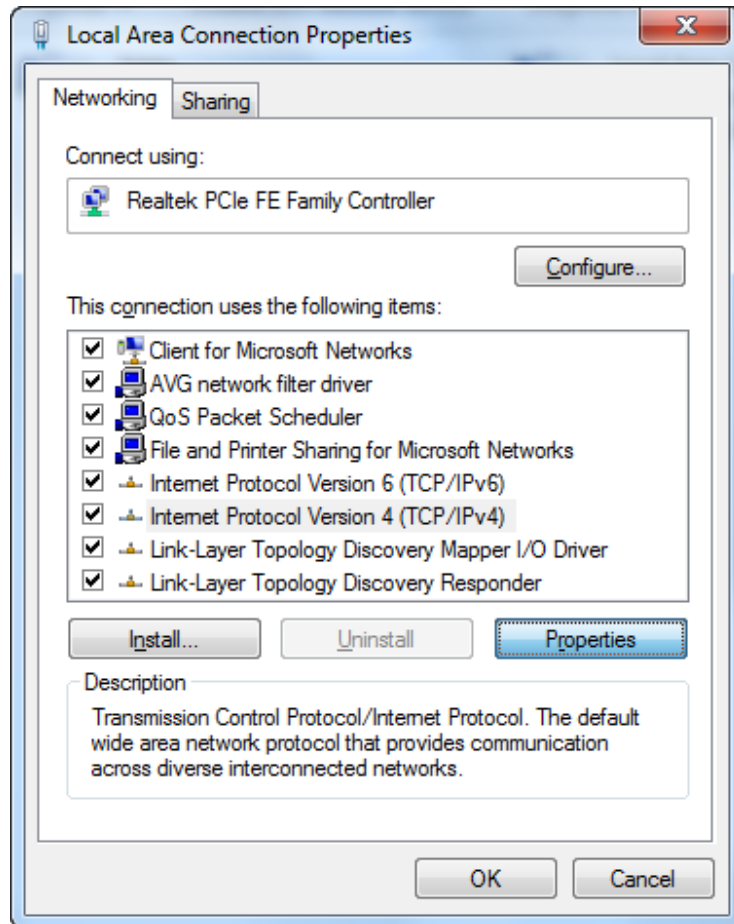 Local Area Connection Properties
Networking
Sharing
Connect using:
Realtek PCIe FE Family Controller
Configure...
This connection uses the following items:
Client for Microsoft Networks
AVG network filter driver
QoS Packet Scheduler
File and Printer Sharing for Microsoft Networks
Internet Protocol Version 6 (TCP/IPv6)
Internet Protocol Version 4 (TCP/IPv4)
Link-Layer Topology Discovery Mapper I/O Driver
Link-Layer Topology Discovery Responder
Install...
Uninstall
Properties
Description
Transmission Control Protocol/Internet Protocol. The default
wide area network protocol that provides communication
across diverse interconnected networks.
OK
Cancel